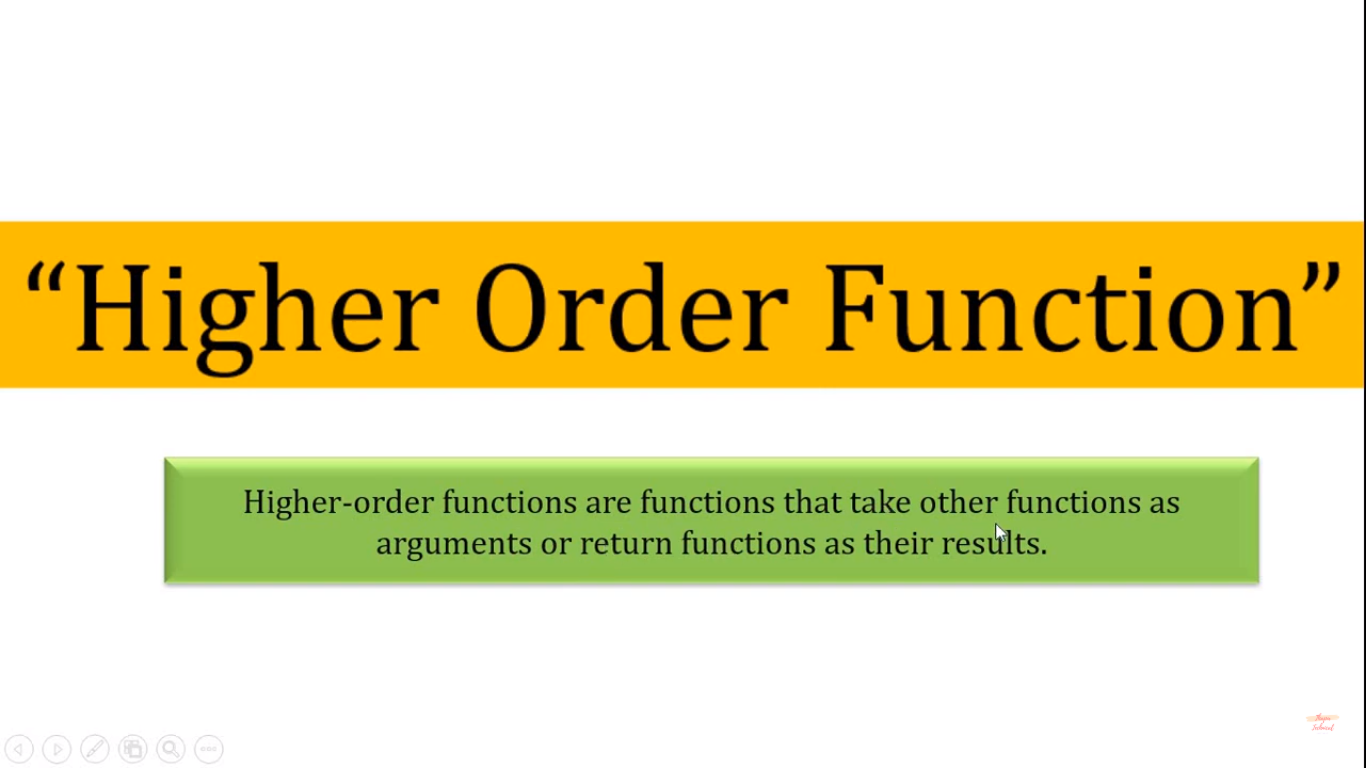 “Higher Order Function”
Higher-order functions are functions that take other functions as
arguments or return functions as their results.
Technical